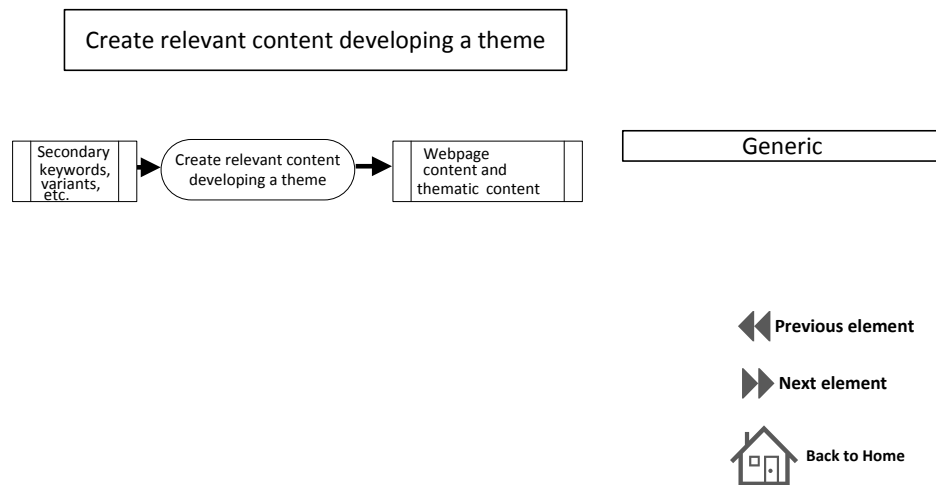 Create relevant content developing a theme
Secondary
keywords,
variants,
etc.
Create relevant content
developing a theme
Webpage
content and
thematic content
Generic
Previous element
Next element
Back to Home